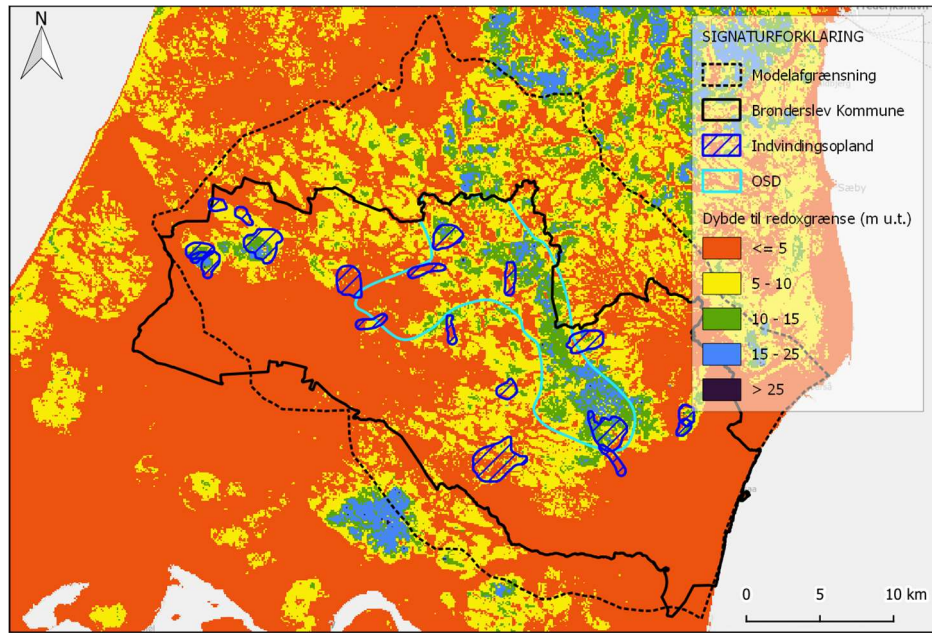 N
Frederikshavn
SIGNATURFORKLARING
Modelafgrænsning
Brønderslev Kommune
Indvindingsopland
OSD
Sæby
Dybde til redoxgrænse (m u.t.)
<= 5
5 - 10
10 - 15
15 - 25
> 25
0 5 10 km